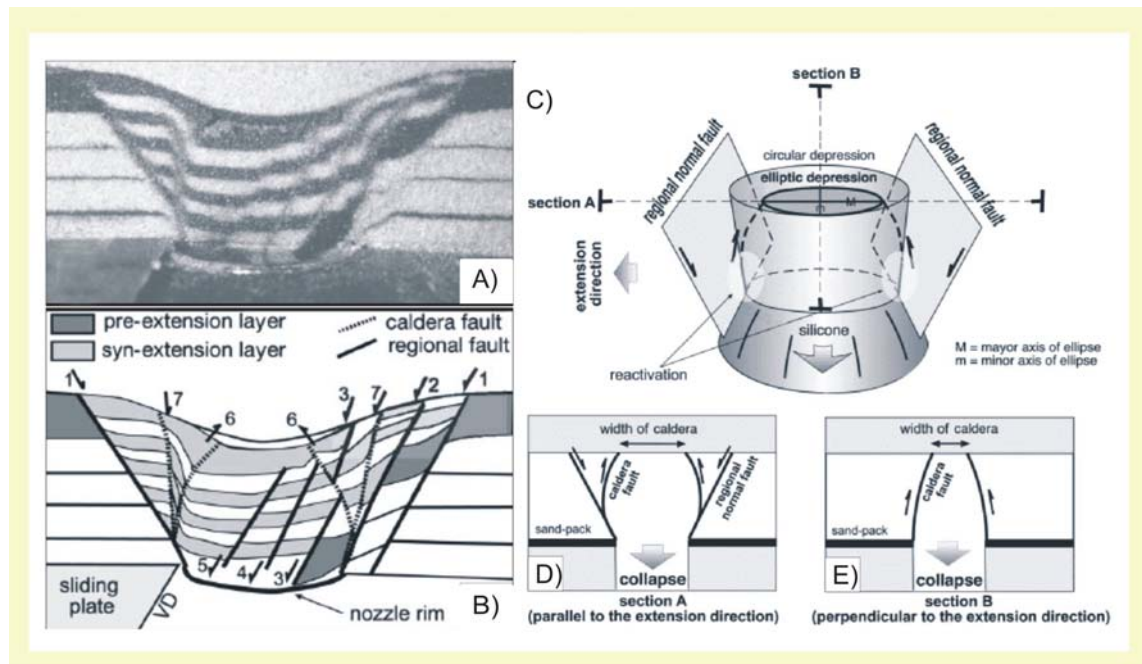 A)
pre-extension layer
syn-extension layer
caldera fault
regional fault
1
7
6
6
3
7
2
1
5
4
3
sliding
plate
VD
nozzle rim
B)
C)
section B
regional normal fault
circular depression
elliptic depression
regional normal fault
section A
m
M
extension
direction
silicone
reactivation
M = mayor axis of ellipse
m = minor axis of ellipse
width of caldera
caldera
fault
regional
normal fault
sand-pack
D)
collapse
section A
(parallel to the extension direction)
width of caldera
caldera
fault
sand-pack
E)
collapse
section B
(perpendicular to the extension direction)